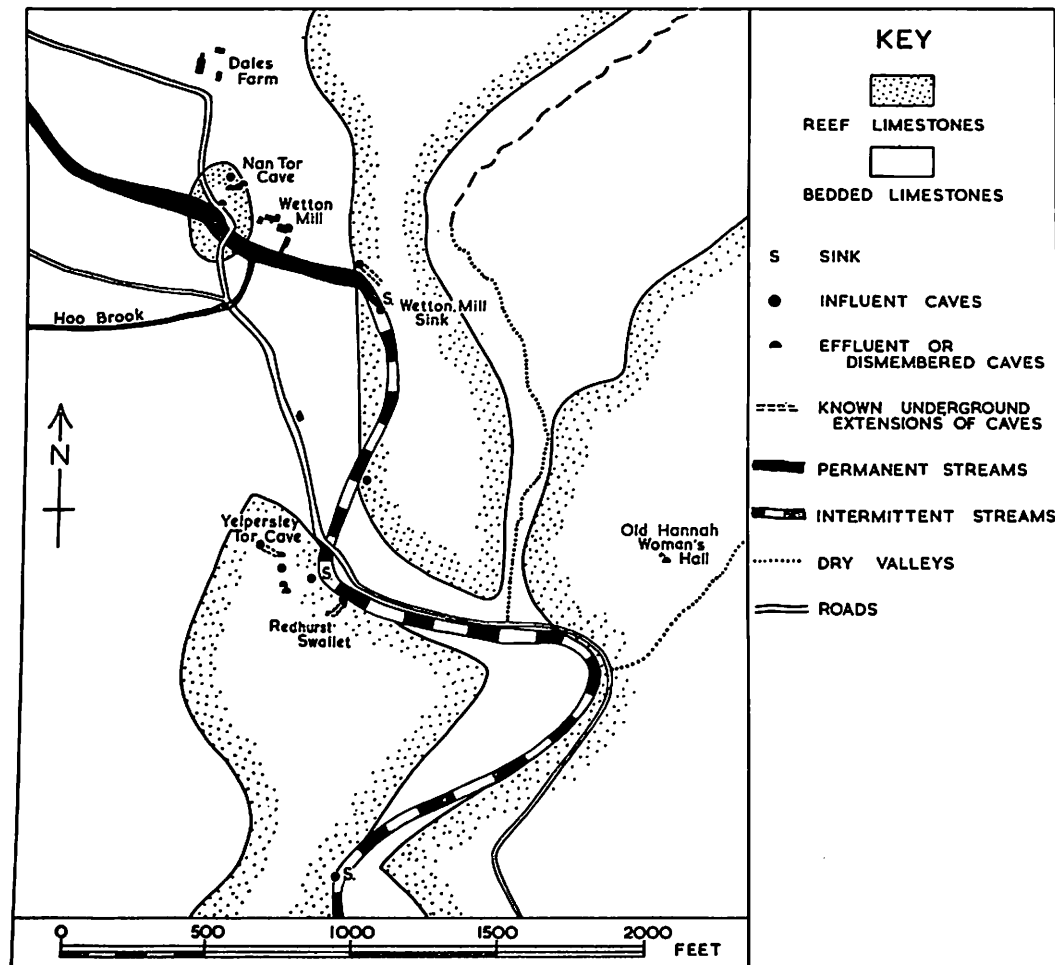 Dales
Farm
Nan Tor
Cave
Wetton
Mill
S.
Wetton Mill
Sink
Hoo Brook
N
Yelpersley
Tor Cave
S.
Redhurst
Swallet
Old Hannah
Woman's
Hall
S.
0 500 1000 1500 2000
FEET
KEY
REEF LIMESTONES
BEDDED LIMESTONES
S SINK
INFLUENT CAVES
EFFLUENT OR
DISMEMBERED CAVES
KNOWN UNDERGROUND
EXTENSIONS OF CAVES
PERMANENT STREAMS
INTERMITTENT STREAMS
DRY VALLEYS
ROADS